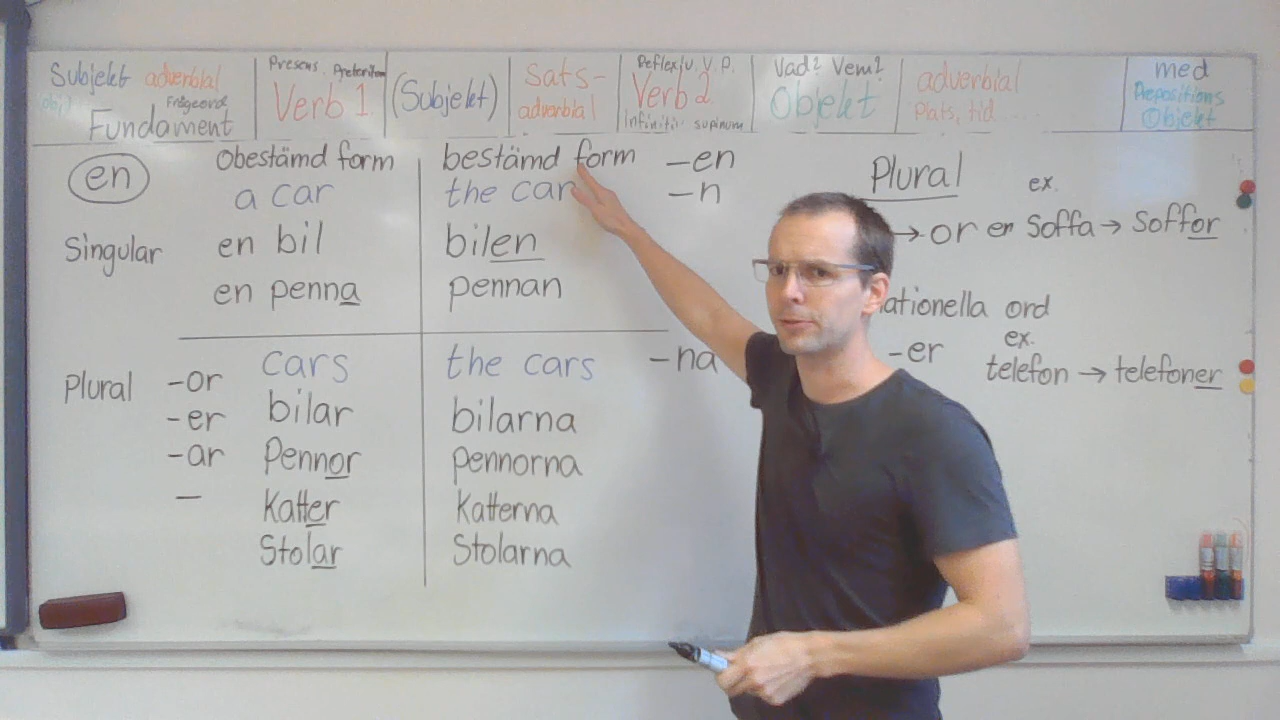 Subjekt adverbial
obj)
Frågeord
Fundament
Presens, Preteritum
Verb 1
(Subjekt)
Sats-
adverbial
Reflexiv. V. P.
Verb 2
infinitiv supinum
Vad? Vem?
Objekt
adverbial
Plats, tid ...
med
Prepositions
Objekt
en
Obestämd form
a car
Singular
en bil
en penna
bestämd form
the car
bilen
pennan
-en
-n
Plural
-or
-er
-ar
-
cars
bilar
Pennor
Katter
Stolar
the cars
bilarna
pennorna
Katterna
Stolarna
-na
Plural
ex.
→ or en Soffa → Soffor
ord
-er
ex.
telefon → telefoner